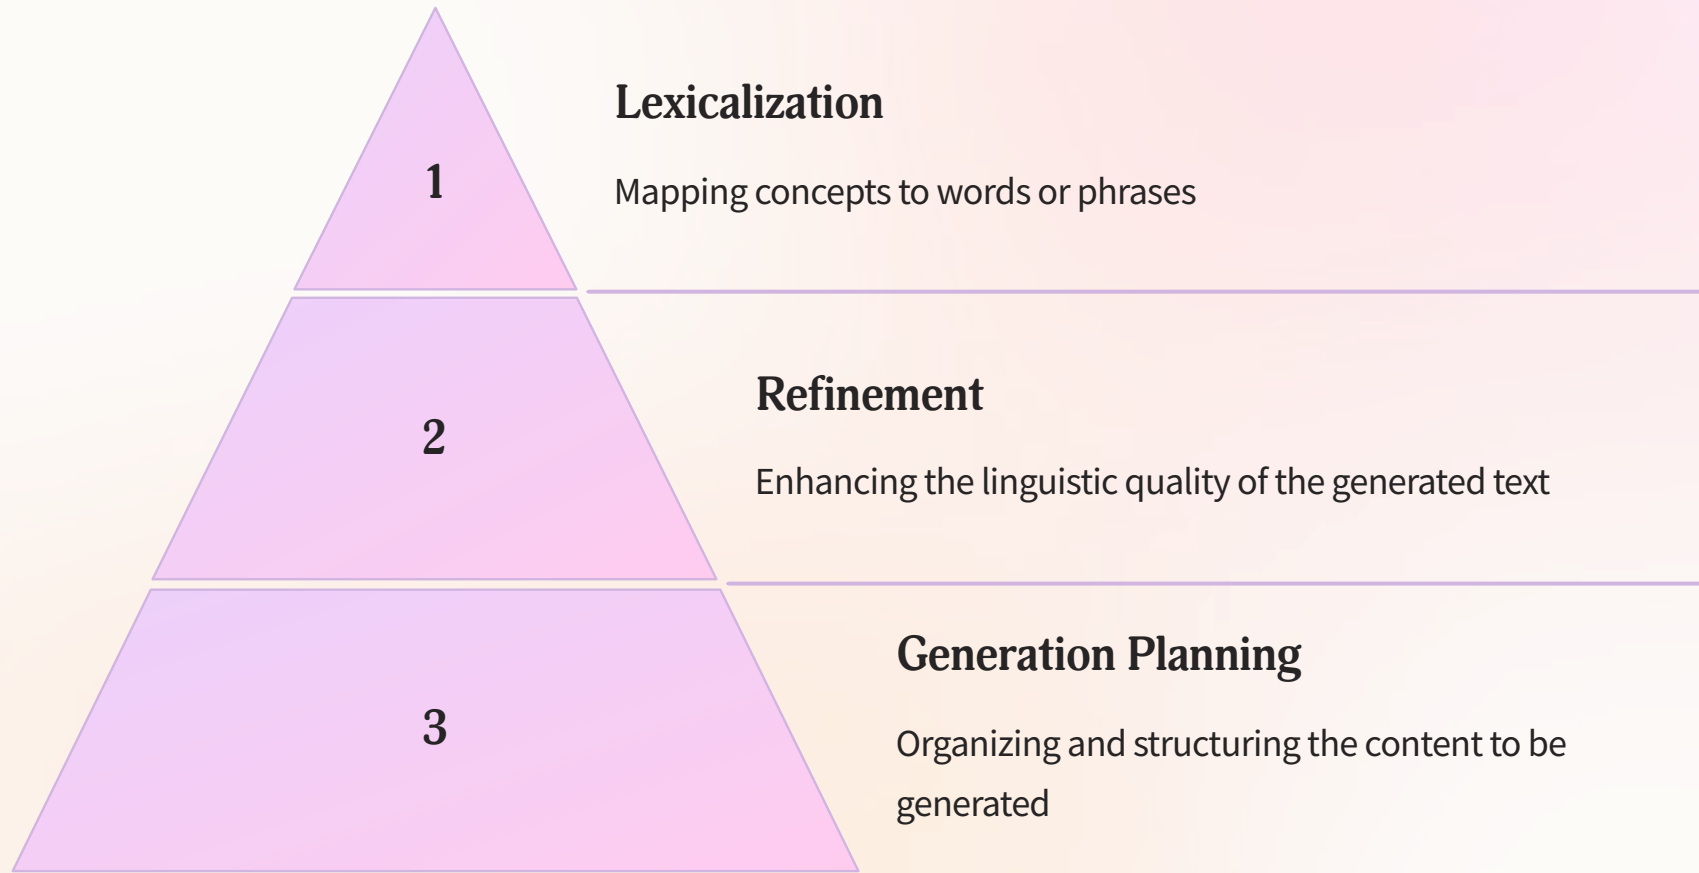 1
Lexicalization
Mapping concepts to words or phrases
2
Refinement
Enhancing the linguistic quality of the generated text
3
Generation Planning
Organizing and structuring the content to be
generated